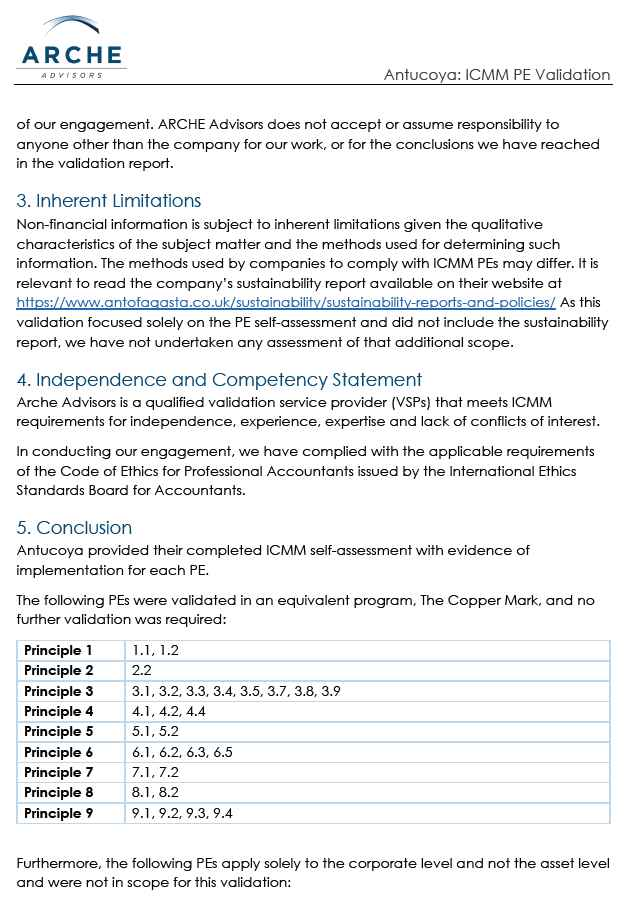 ARCHE
ADVISORS
Antucoya: ICMM PE Validation
of our engagement. ARCHE Advisors does not accept or assume responsibility to
anyone other than the company for our work, or for the conclusions we have reached
in the validation report.
3. Inherent Limitations
Non-financial information is subject to inherent limitations given the qualitative
characteristics of the subject matter and the methods used for determining such
information. The methods used by companies to comply with ICMM PEs may differ. It is
relevant to read the company's sustainability report available on their website at
https://www.antofagasta.co.uk/sustainability/sustainability-reports-and-policies/ As this
validation focused solely on the PE self-assessment and did not include the sustainability
report, we have not undertaken any assessment of that additional scope.
4. Independence and Competency Statement
Arche Advisors is a qualified validation service provider (VSPs) that meets ICMM
requirements for independence, experience, expertise and lack of conflicts of interest.
In conducting our engagement, we have complied with the applicable requirements
of the Code of Ethics for Professional Accountants issued by the International Ethics
Standards Board for Accountants.
5. Conclusion
Antucoya provided their completed ICMM self-assessment with evidence of
implementation for each PE.
The following PEs were validated in an equivalent program, The Copper Mark, and no
further validation was required:
Principle 1 1.1, 1.2
Principle 2 2.2
Principle 3 3.1, 3.2, 3.3, 3.4, 3.5, 3.7, 3.8, 3.9
Principle 4 4.1, 4.2, 4.4
Principle 5 5.1, 5.2
Principle 6 6.1, 6.2, 6.3, 6.5
Principle 7 7.1, 7.2
Principle 8 8.1, 8.2
Principle 9 9.1, 9.2, 9.3, 9.4
Furthermore, the following PEs apply solely to the corporate level and not the asset level
and were not in scope for this validation: